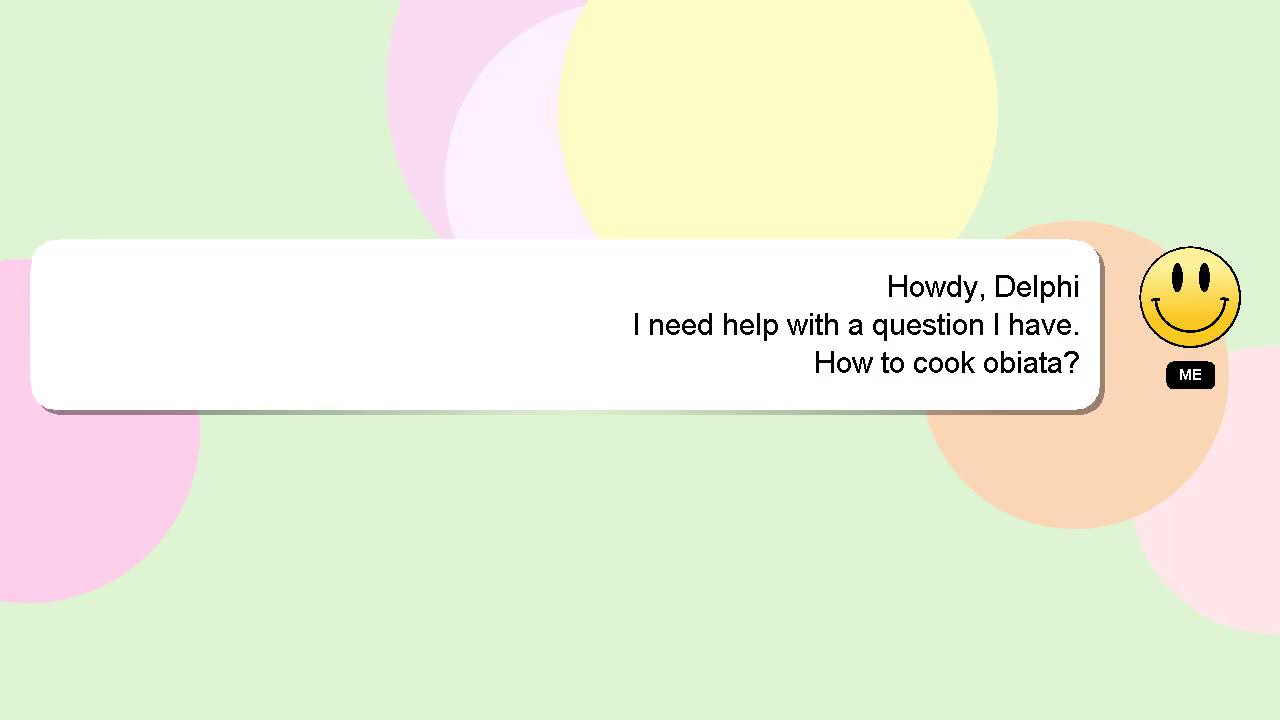 Howdy, Delphi
I need help with a question I have.
How to cook obiata?
ME